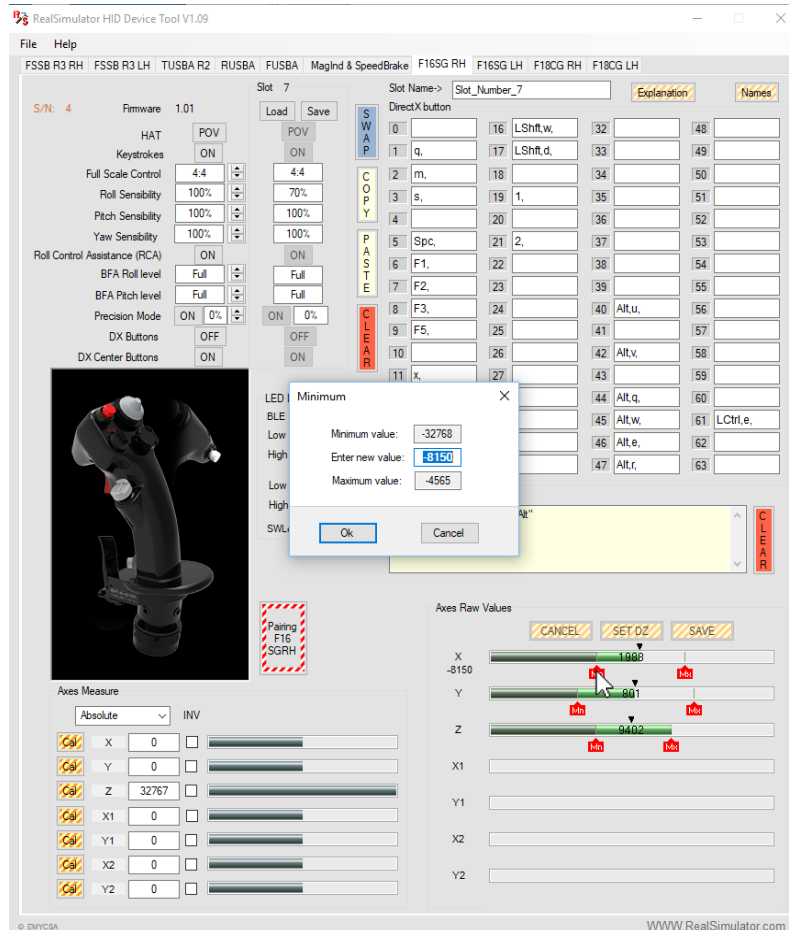 RealSimulator HID Device Tool V1.09
File Help
FSSB R3 RH FSSB R3 LH TUSBA R2 RUSBA FUSBA MagInd & SpeedBrake F16SG RH F16SG LH F18CG RH F18CG LH
Slot 7
Slot Name-> Slot_Number_7 Explanation Names
S/N: 4 Firmware 1.01 Load Save
DirectX button
HAT POV POV
Keystrokes ON ON
Full Scale Control 4:4 4:4
Roll Sensibility 100% 70%
Pitch Sensibility 100% 100%
Yaw Sensibility 100%
Roll Control Assistance (RCA) ON ON
BFA Roll level Full Full
BFA Pitch level Full Full
Precision Mode ON 0% ON 0%
DX Buttons OFF OFF
DX Center Buttons ON ON
SWAP
COPY
PASTE
CLEAR
0 16 LShft,w, 32 48
1 q, 17 LShft,d, 33 49
2 m, 18 34 50
3 s, 19 1, 35 51
4 20 36 52
5 Spc, 21 2, 37 53
6 F1, 22 38 54
7 F2, 23 39 55
8 F3, 24 40 Alt,u, 56
9 F5, 25 41 57
10 26 42 Alt,v, 58
11 x, 27 43 59
44 Alt,q, 60
45 Alt,w, 61 LCtrl,e,
46 Alt,e, 62
47 Alt,r, 63
LED
BLE
Low
High
Low
High
Minimum
Minimum value: -32768
Enter new value: -8150
Maximum value: -4565
Ok Cancel
Alt"
CLEAR
Pairing
F16
SGRH
Axes Raw Values
CANCEL SET DZ SAVE
X 1988
-8150
Mx
Y 801
Mn Mx
Z 9402
Mn Mx
X1
Y1
X2
Y2
Axes Measure
Absolute INV
Cal X 0
Cal Y 0
Cal Z 32767
Cal X1 0
Cal Y1 0
Cal X2 0
Cal Y2 0
© EMYCSA
WWW.RealSimulator.com